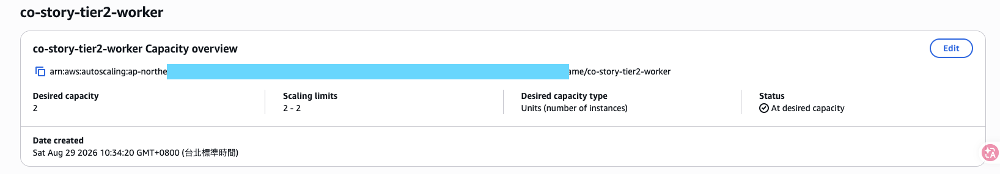 co-story-tier2-worker
co-story-tier2-worker Capacity overview
Edit
arn:aws:autoscaling:ap-northe
ame/co-story-tier2-worker
Desired capacity
2
Scaling limits
2 - 2
Desired capacity type
Units (number of instances)
Status
At desired capacity
Date created
Sat Aug 29 2026 10:34:20 GMT+0800 (台北標準時間)